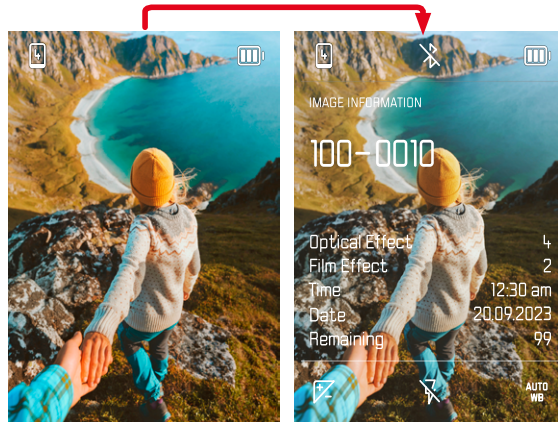 IMAGE INFORMATION
100-0010
Optical Effect 4
Film Effect 2
Time 12:30 am
Date 20.09.2023
Remaining 99
AUTO
WB